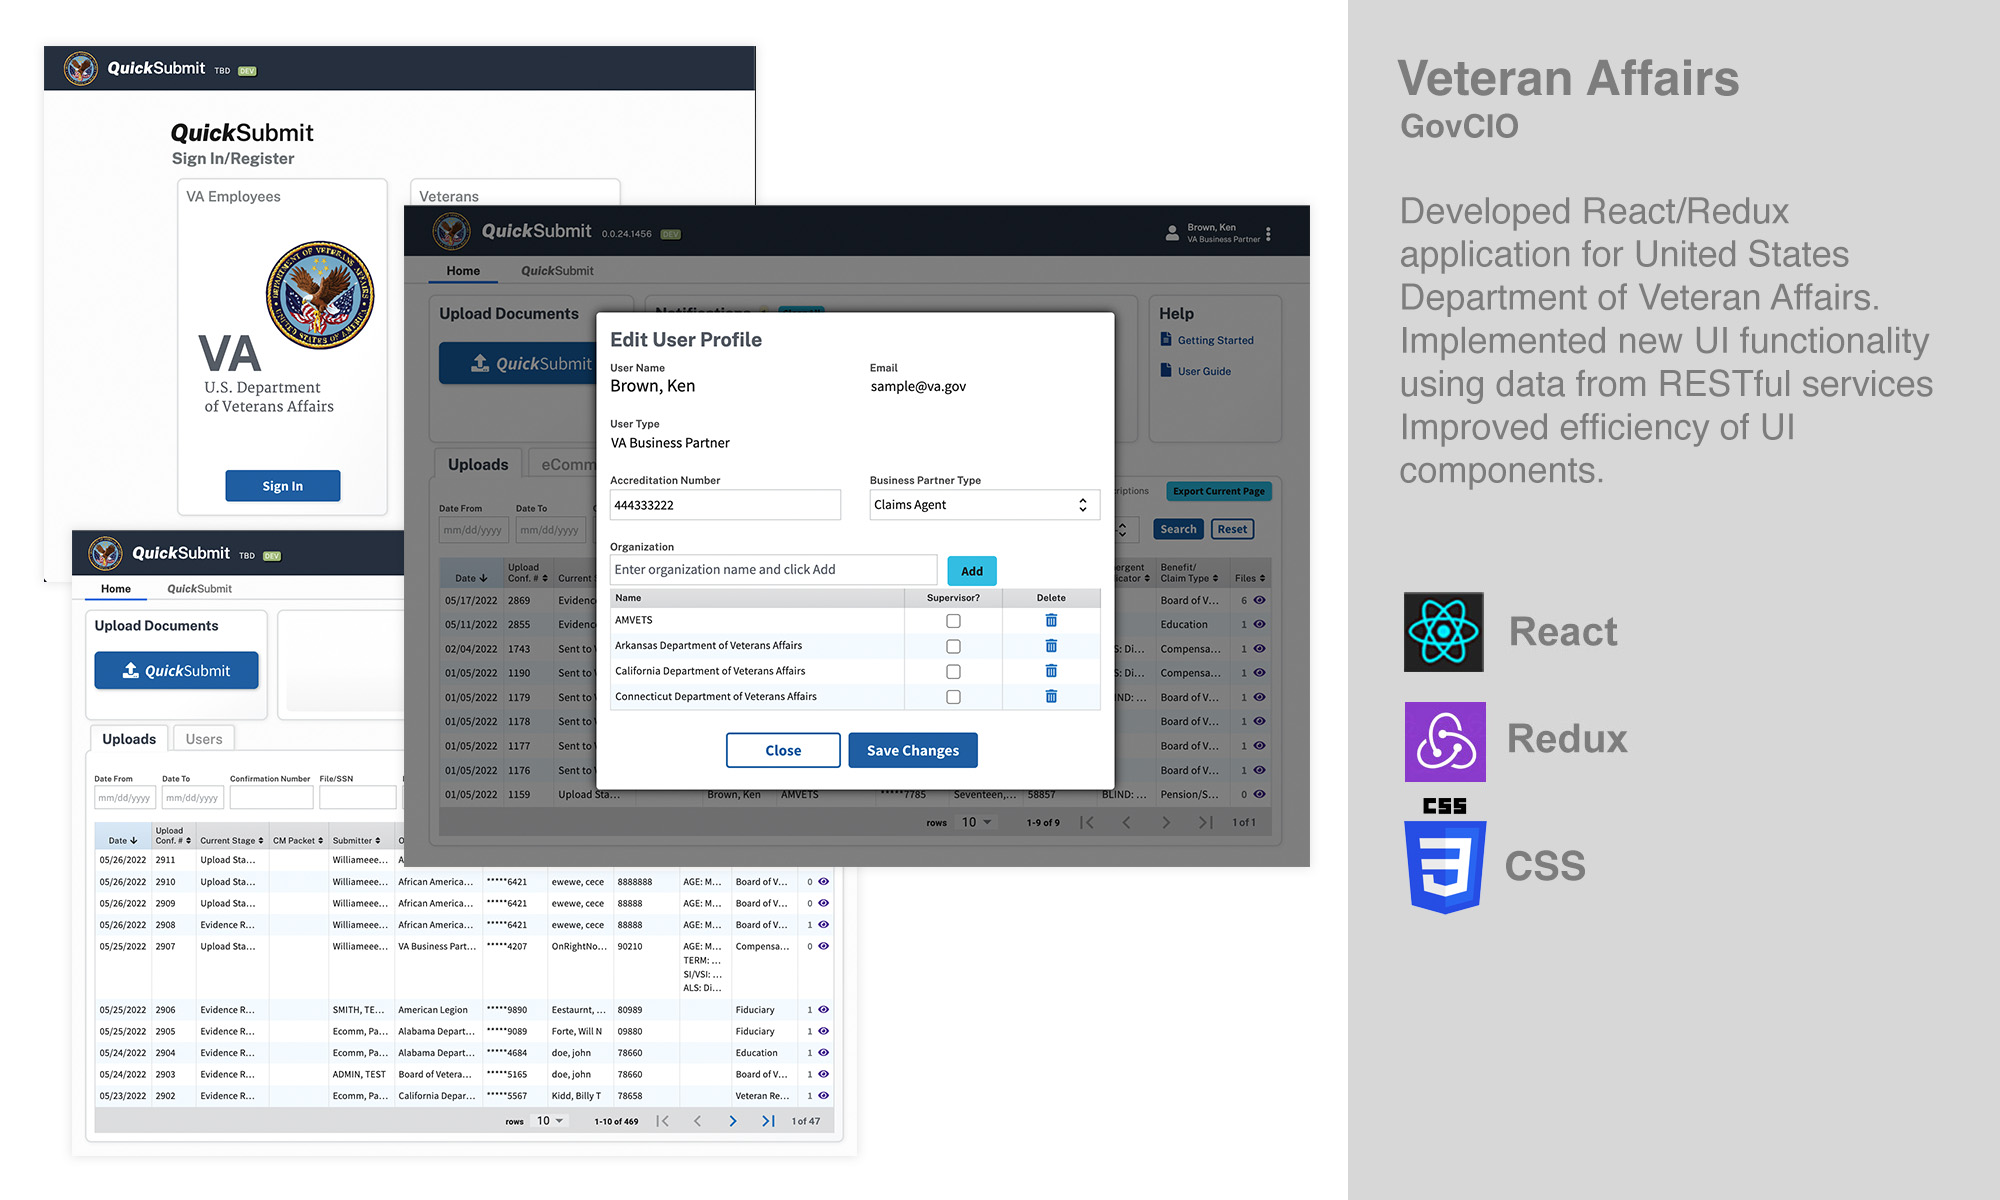 QuickSubmit TBD DEV
QuickSubmit
Sign In/Register
VA Employees
Veterans
VA
U.S. Department
of Veterans Affairs
Sign In
QuickSubmit 0.0.24.1456 DEV
Brown, Ken
VA Business Partner
Home QuickSubmit
Upload Documents
QuickSubmit
Help
Getting Started
User Guide
Uploads
Export Current Page
Date From Date To
mm/dd/yyyy mm/dd/yyyy
Search Reset
Date Upload Conf. # Current Benefit/ Claim Type Files
05/17/2022 2869 Evidenc Board of V... 6
05/11/2022 2855 Evidenc Education 1
02/04/2022 1743 Sent to Compensa... 1
01/05/2022 1190 Sent to Compensa... 1
01/05/2022 1179 Sent to Board of V... 1
01/05/2022 1178 Sent to Board of V... 1
01/05/2022 1177 Sent to Board of V... 1
01/05/2022 1176 Sent to Board of V... 1
01/05/2022 1159 Upload Sta... Brown, Ken AMVETS *****7785 Seventeen,... 58857 BLIND: ... Pension/S... 0
rows 10 1-9 of 9 1 of 1
Edit User Profile
User Name
Brown, Ken
Email
sample@va.gov
User Type
VA Business Partner
Accreditation Number
444333222
Business Partner Type
Claims Agent
Organization
Enter organization name and click Add
Add
Name Supervisor? Delete
AMVETS
Arkansas Department of Veterans Affairs
California Department of Veterans Affairs
Connecticut Department of Veterans Affairs
Close Save Changes
QuickSubmit TBD DEV
Home QuickSubmit
Upload Documents
QuickSubmit
Uploads Users
Date From Date To Confirmation Number File/SSN
mm/dd/yyyy mm/dd/yyyy
Date Upload Conf. # Current Stage CM Packet Submitter
05/26/2022 2911 Upload Sta... Williameee... A
05/26/2022 2910 Upload Sta... Williameee... African America... *****6421 ewewe, cece 8888888 AGE: M... Board of V... 0
05/26/2022 2909 Upload Sta... Williameee... African America... *****6421 ewewe, cece 88888 AGE: M... Board of V... 0
05/26/2022 2908 Evidence R... Williameee... African America... *****6421 ewewe, cece 88888 AGE: M... Board of V... 1
05/25/2022 2907 Upload Sta... Williameee... VA Business Part... *****4207 OnRightNo... 90210 AGE: M... Compensa... 0
TERM: ...
SI/VSI: ...
ALS: Di...
05/25/2022 2906 Evidence R... SMITH, TE... American Legion *****9890 Eestaurnt, ... 80989 Fiduciary 1
05/25/2022 2905 Evidence R... Ecomm, Pa... Alabama Depart... *****9089 Forte, Will N 09880 Fiduciary 1
05/24/2022 2904 Evidence R... Ecomm, Pa... Alabama Depart... *****4684 doe, john 78660 Education 1
05/24/2022 2903 Evidence R... ADMIN, TEST Board of Vetera... *****5165 doe, john 78660 Board of V... 1
05/23/2022 2902 Evidence R... Ecomm, Pa... California Depar... *****5567 Kidd, Billy T 78658 Veteran Re... 1
rows 10 1-10 of 469 1 of 47
Veteran Affairs
GovCIO
Developed React/Redux
application for United States
Department of Veteran Affairs.
Implemented new UI functionality
using data from RESTful services
Improved efficiency of UI
components.
React
Redux
CSS
CSS